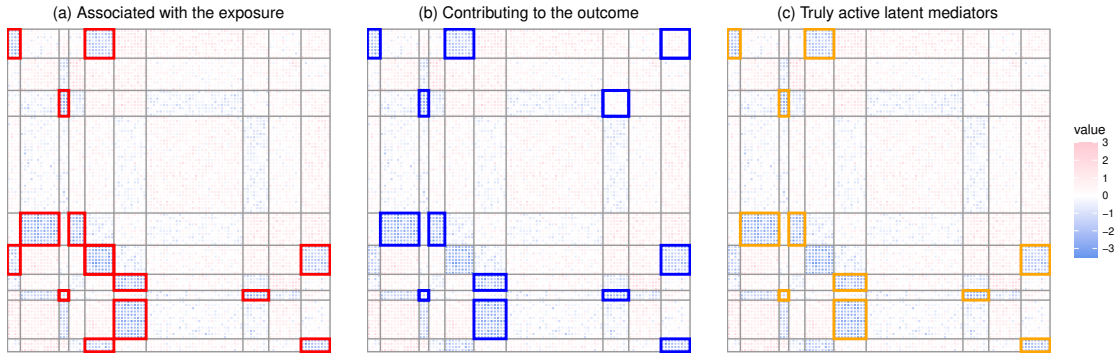 (a) Associated with the exposure
(b) Contributing to the outcome
(c) Truly active latent mediators
value
3
2
1
0
−1
−2
−3